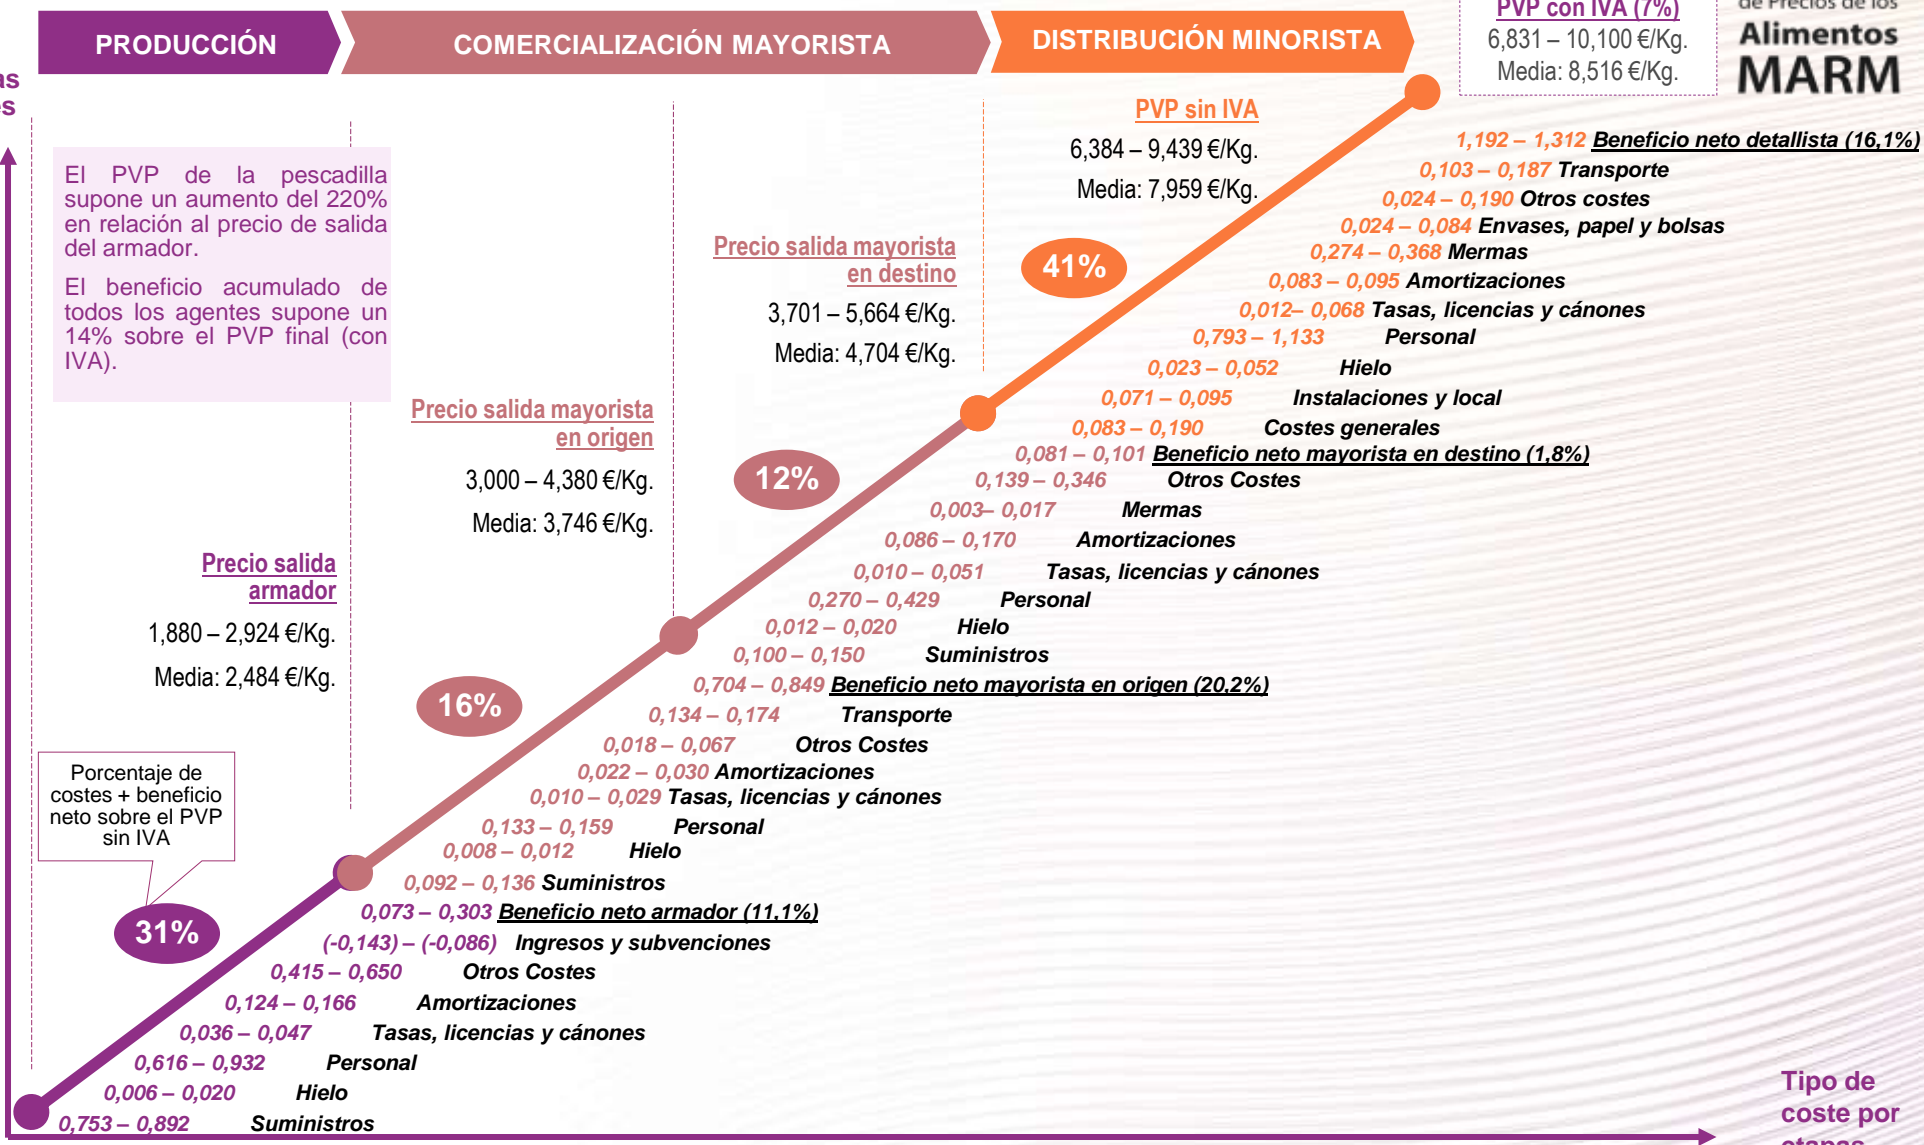 PRODUCCIÓN
COMERCIALIZACIÓN MAYORISTA
DISTRIBUCIÓN MINORISTA
PVP con IVA (7%)
6,831 – 10,100 €/Kg.
Media: 8,516 €/Kg.
de Precios de los
Alimentos
MARM
El PVP de la pescadilla
supone un aumento del 220%
en relación al precio de salida
del armador.
El beneficio acumulado de
todos los agentes supone un
14% sobre el PVP final (con
IVA).
PVP sin IVA
6,384 – 9,439 €/Kg.
Media: 7,959 €/Kg.
Precio salida mayorista
en destino
3,701 – 5,664 €/Kg.
Media: 4,704 €/Kg.
Precio salida mayorista
en origen
3,000 – 4,380 €/Kg.
Media: 3,746 €/Kg.
Precio salida
armador
1,880 – 2,924 €/Kg.
Media: 2,484 €/Kg.
Porcentaje de
costes + beneficio
neto sobre el PVP
sin IVA
41%
12%
16%
31%
1,192 – 1,312 Beneficio neto detallista (16,1%)
0,103 – 0,187 Transporte
0,024 – 0,190 Otros costes
0,024 – 0,084 Envases, papel y bolsas
0,274 – 0,368 Mermas
0,083 – 0,095 Amortizaciones
0,012– 0,068 Tasas, licencias y cánones
0,793 – 1,133 Personal
0,023 – 0,052 Hielo
0,071 – 0,095 Instalaciones y local
0,083 – 0,190 Costes generales
0,081 – 0,101 Beneficio neto mayorista en destino (1,8%)
0,139 – 0,346 Otros Costes
0,003– 0,017 Mermas
0,086 – 0,170 Amortizaciones
0,010 – 0,051 Tasas, licencias y cánones
0,270 – 0,429 Personal
0,012 – 0,020 Hielo
0,100 – 0,150 Suministros
0,704 – 0,849 Beneficio neto mayorista en origen (20,2%)
0,134 – 0,174 Transporte
0,018 – 0,067 Otros Costes
0,022 – 0,030 Amortizaciones
0,010 – 0,029 Tasas, licencias y cánones
0,133 – 0,159 Personal
0,008 – 0,012 Hielo
0,092 – 0,136 Suministros
0,073 – 0,303 Beneficio neto armador (11,1%)
(-0,143) – (-0,086) Ingresos y subvenciones
0,415 – 0,650 Otros Costes
0,124 – 0,166 Amortizaciones
0,036 – 0,047 Tasas, licencias y cánones
0,616 – 0,932 Personal
0,006 – 0,020 Hielo
0,753 – 0,892 Suministros
Tipo de
coste por
etapas